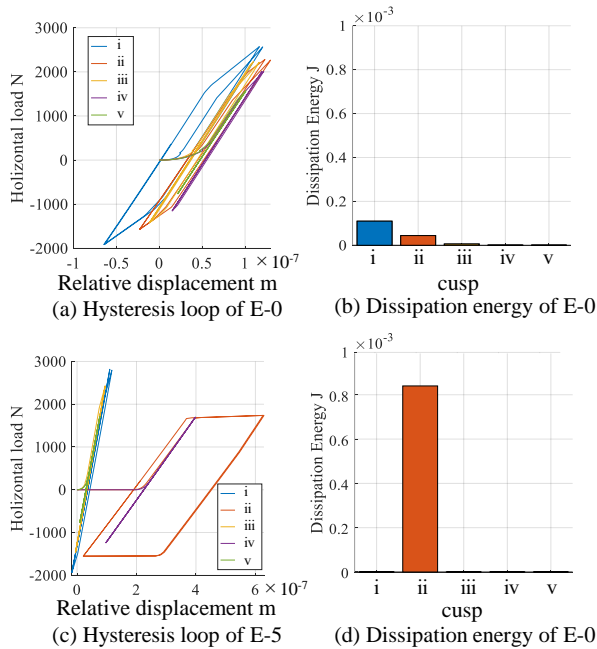 3000
2000
1000
0
-1000
-2000
Holizontal load N
i
ii
iii
iv
v
-1 -0.5 0 0.5 1 ×10⁻⁷
Relative displacement m
(a) Hysteresis loop of E-0
×10⁻³
1
0.8
0.6
0.4
0.2
0
Dissipation Energy J
i ii iii iv v
cusp
(b) Dissipation energy of E-0
3000
2000
1000
0
-1000
-2000
Holizontal load N
i
ii
iii
iv
v
0 2 4 6 ×10⁻⁷
Relative displacement m
(c) Hysteresis loop of E-5
×10⁻³
1
0.8
0.6
0.4
0.2
0
Dissipation Energy J
i ii iii iv v
cusp
(d) Dissipation energy of E-0